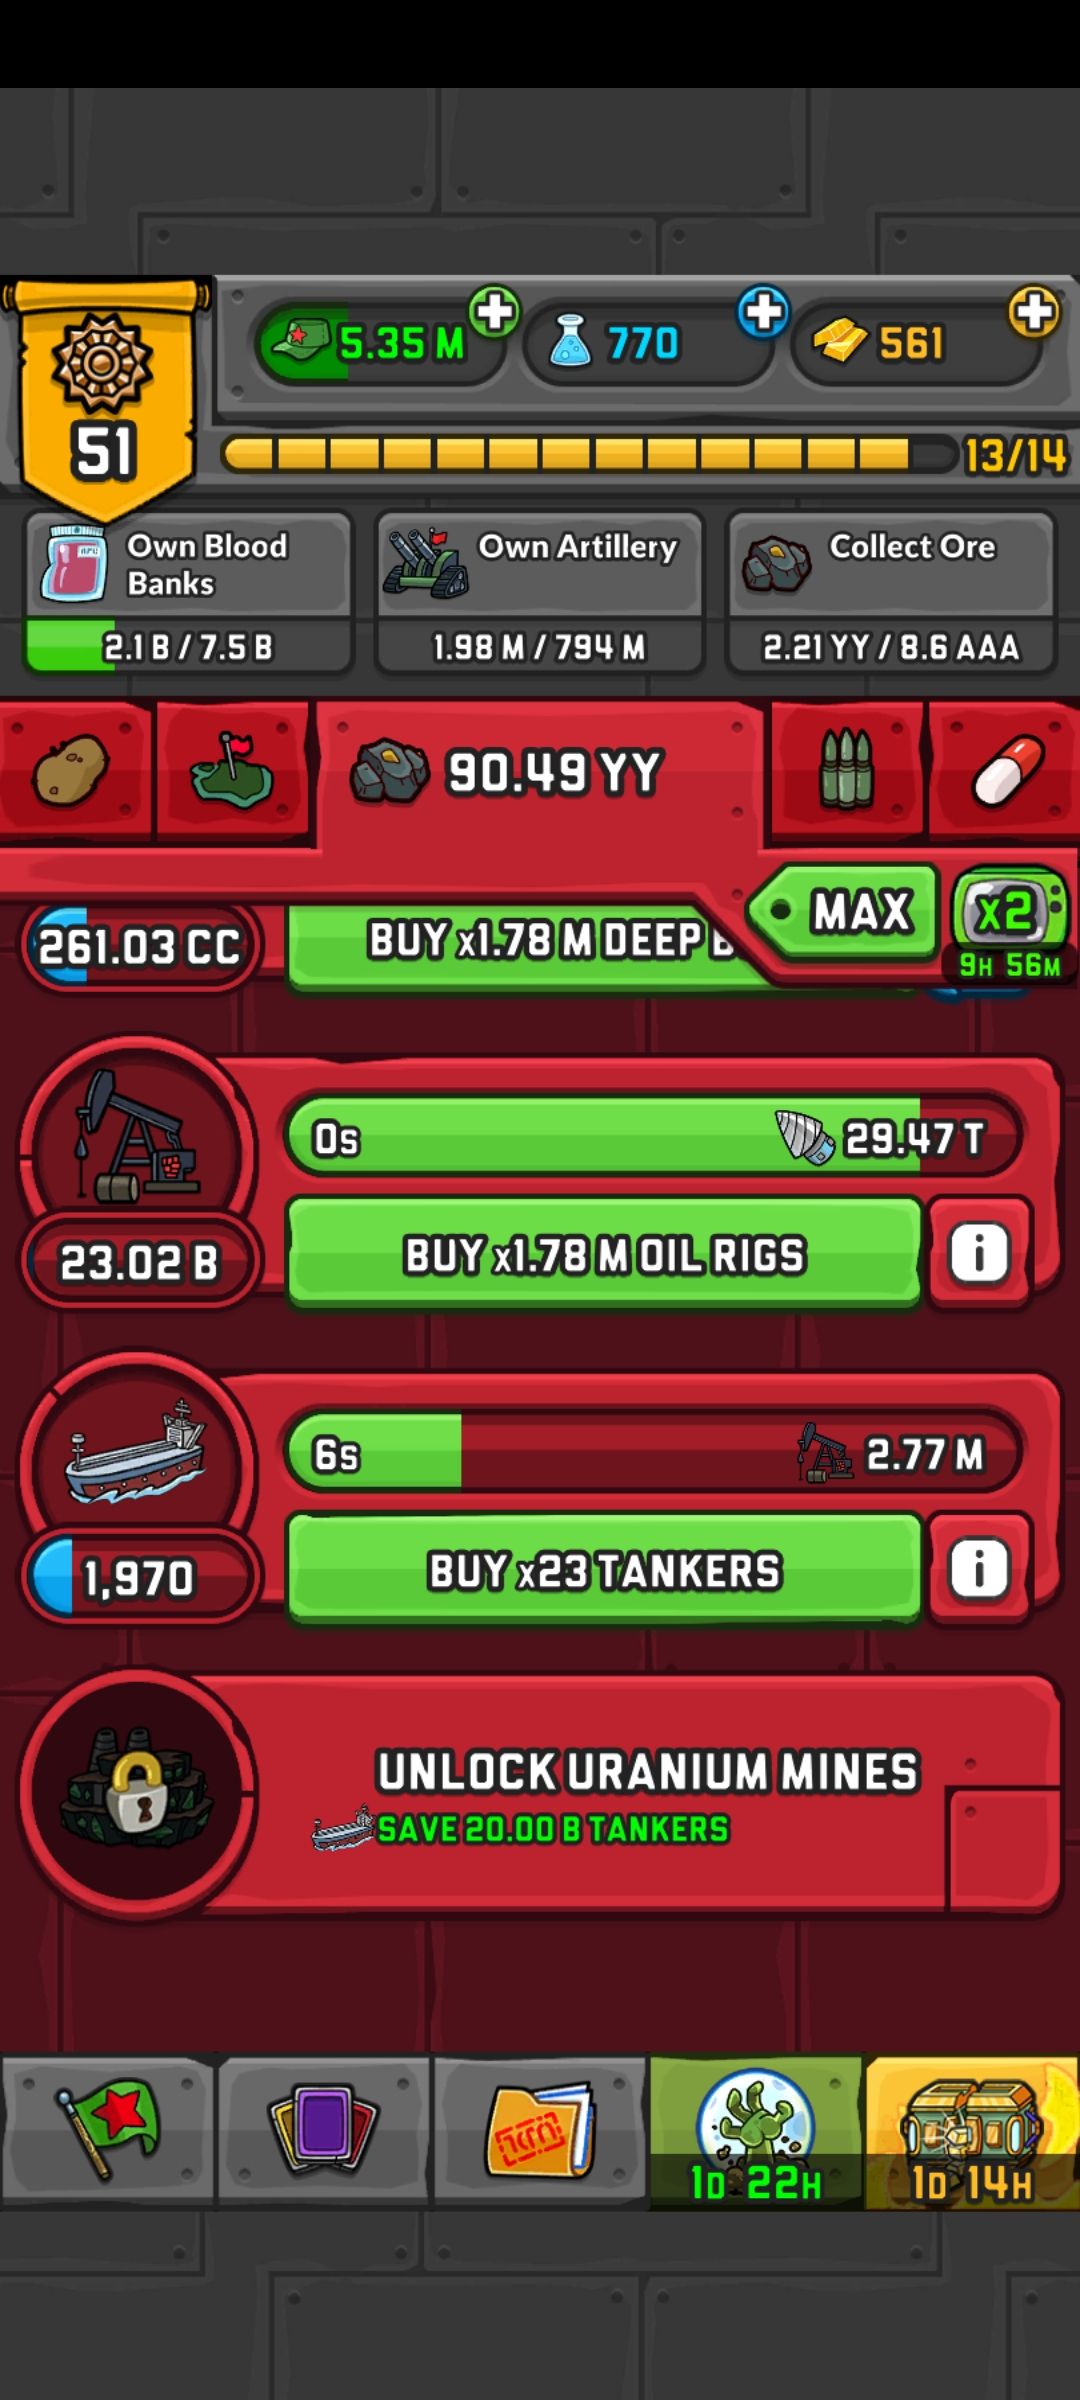 5.35 M
770
561
51
13/14
Own Blood
Banks
Own Artillery
Collect Ore
2.1 B / 7.5 B
1.98 M / 794 M
2.21 YY / 8.6 AAA
90.49 YY
MAX
x2
9H 56M
261.03 CC
BUY x1.78 M DEEP
0s
29.47 T
23.02 B
BUY x1.78 M OIL RIGS
i
6s
2.77 M
1,970
BUY x23 TANKERS
i
UNLOCK URANIUM MINES
SAVE 20.00 B TANKERS
1D 22H
1D 14H